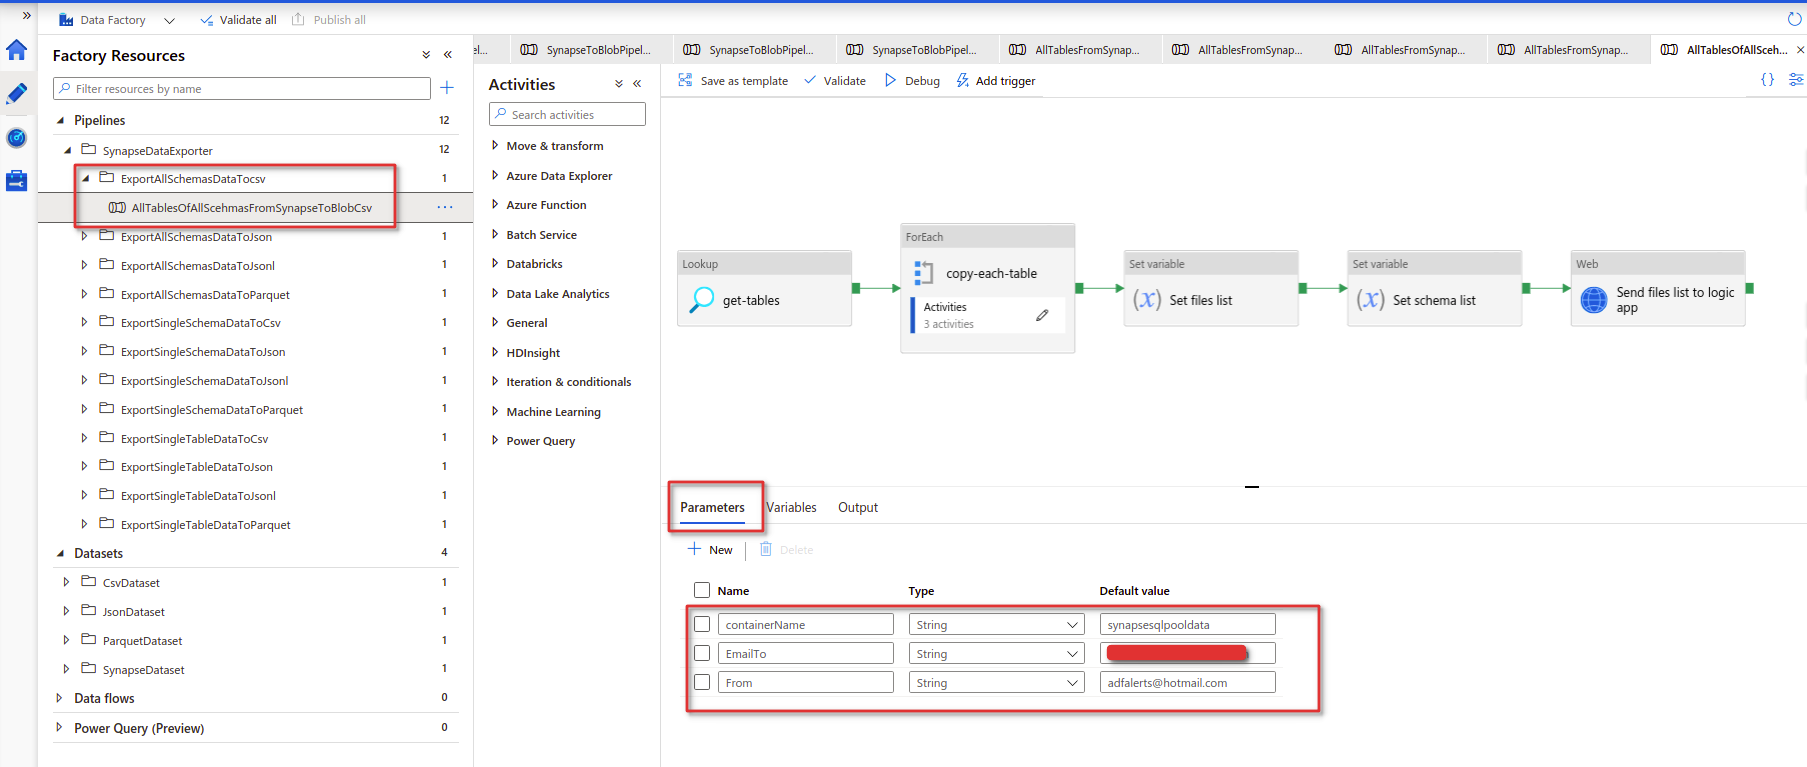 Data Factory
Validate all
Publish all
Factory Resources
Filter resources by name
Pipelines 12
SynapseDataExporter 12
ExportAllSchemasDataTocsv 1
AllTablesOfAllScehmasFromSynapseToBlobCsv ...
ExportAllSchemasDataToJson 1
ExportAllSchemasDataToJsonl 1
ExportAllSchemasDataToParquet 1
ExportSingleSchemaDataToCsv 1
ExportSingleSchemaDataToJson 1
ExportSingleSchemaDataToJsonl 1
ExportSingleSchemaDataToParquet 1
ExportSingleTableDataToCsv 1
ExportSingleTableDataToJson 1
ExportSingleTableDataToJsonl 1
ExportSingleTableDataToParquet 1
Datasets 4
CsvDataset 1
JsonDataset 1
ParquetDataset 1
SynapseDataset 1
Data flows 0
Power Query (Preview) 0
el...
SynapseToBlobPipel...
SynapseToBlobPipel...
SynapseToBlobPipel...
AllTablesFromSynap...
AllTablesFromSynap...
AllTablesFromSynap...
AllTablesFromSynap...
AllTablesOfAllSceh...
Activities
Search activities
Move & transform
Azure Data Explorer
Azure Function
Batch Service
Databricks
Data Lake Analytics
General
HDInsight
Iteration & conditionals
Machine Learning
Power Query
Save as template
Validate
Debug
Add trigger
{}
Lookup
get-tables
ForEach
copy-each-table
Activities
3 activities
Set variable
(x) Set files list
Set variable
(x) Set schema list
Web
Send files list to logic
app
Parameters
Variables
Output
New
Delete
Name Type Default value
containerName String synapsesqlpooldata
EmailTo String
From String adfalerts@hotmail.com